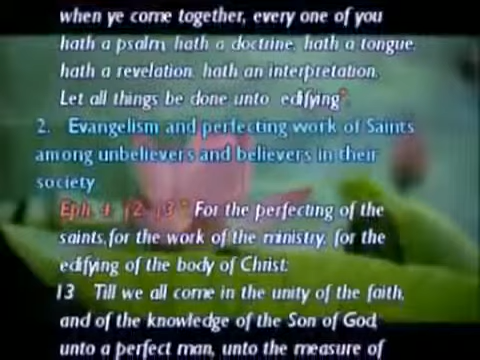 when ye come together, every one of you
hath a psalm, hath a doctrine, hath a tongue,
hath a revelation, hath an interpretation.
Let all things be done unto edifying"
2. Evangelism and perfecting work of Saints
among unbelievers and believers in their
society
Eph. 4: 12-13 " For the perfecting of the
saints,for the work of the ministry, for the
edifying of the body of Christ:
13 Till we all come in the unity of the faith,
and of the knowledge of the Son of God,
unto a perfect man, unto the measure of